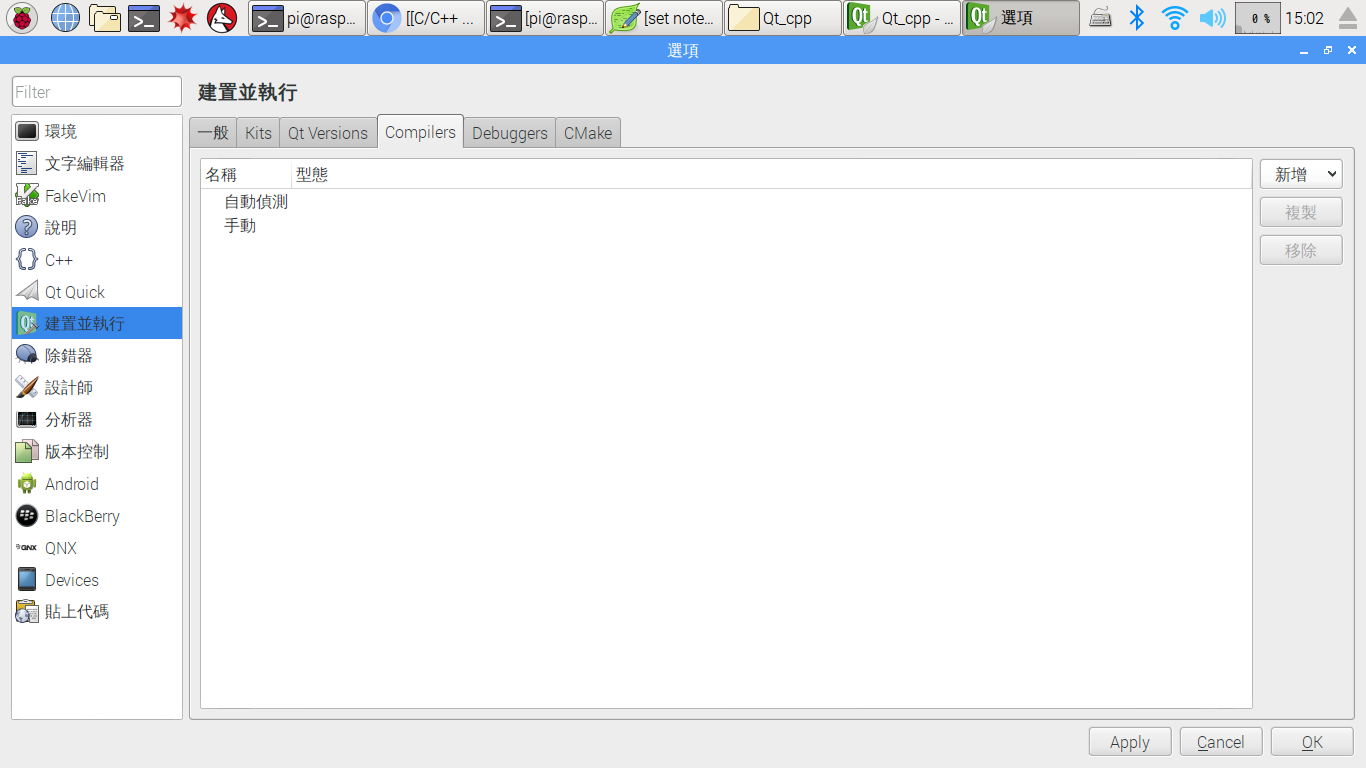 pi@rasp...
[[C/C++ ...
[pi@rasp...
[set note...
Qt_cpp
Qt_cpp - ...
選項
0 %
15:02
選項
Filter
建置並執行
環境
文字編輯器
FakeVim
說明
C++
Qt Quick
建置並執行
除錯器
設計師
分析器
版本控制
Android
BlackBerry
QNX
Devices
貼上代碼
一般
Kits
Qt Versions
Compilers
Debuggers
CMake
名稱
型態
自動偵測
手動
新增
複製
移除
Apply
Cancel
OK